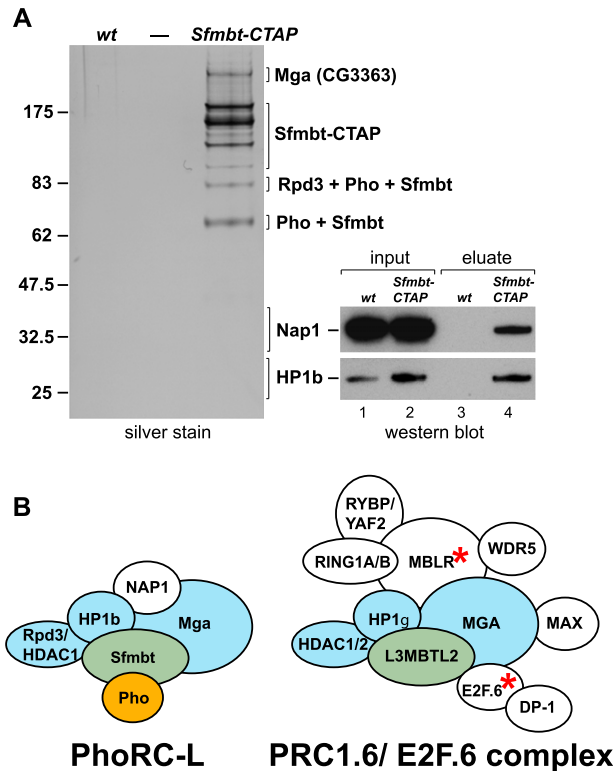 A
wt — Sfmbt-CTAP
Mga (CG3363)
175
Sfmbt-CTAP
83
Rpd3 + Pho + Sfmbt
Pho + Sfmbt
62
47.5
32.5
25
silver stain
input eluate
wt Sfmbt-CTAP wt Sfmbt-CTAP
Nap1
HP1b
1 2 3 4
western blot
B
NAP1
HP1b
Mga
Rpd3/
HDAC1
Sfmbt
Pho
PhoRC-L
RYBP/
YAF2
RING1A/B
MBLR*
WDR5
HP1g
MGA
MAX
HDAC1/2
L3MBTL2
E2F.6*
DP-1
PRC1.6/ E2F.6 complex